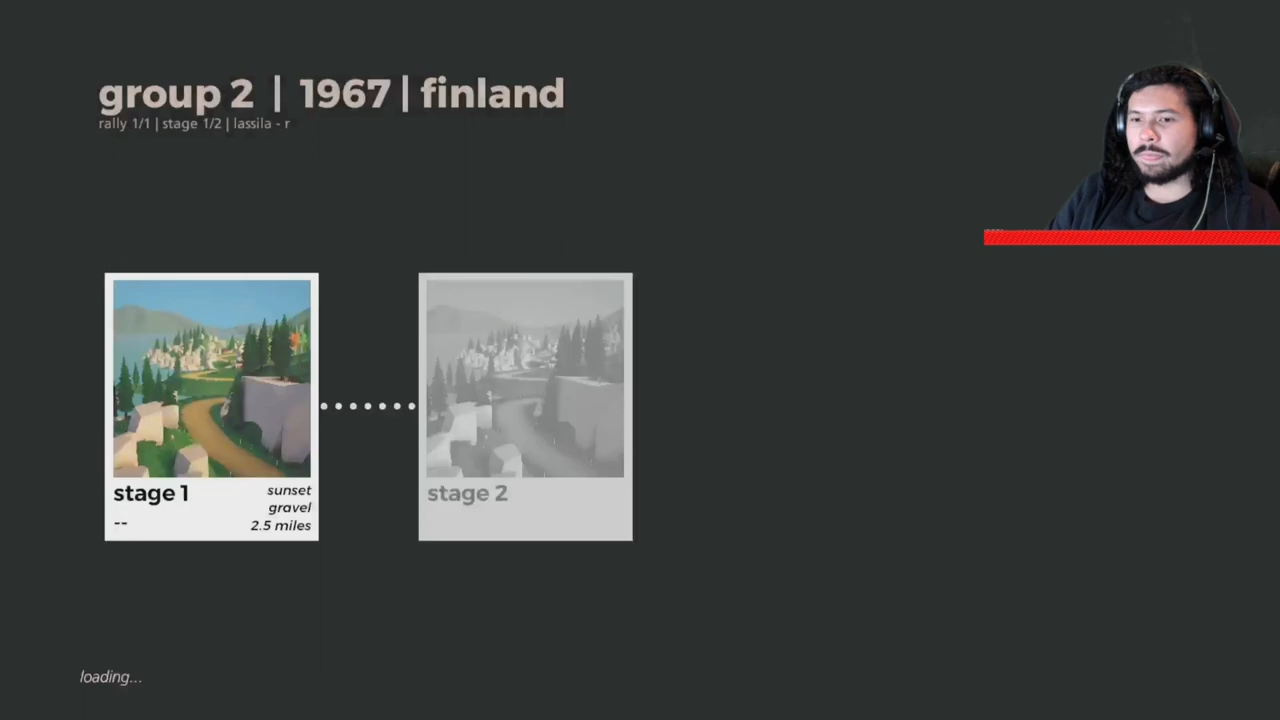 group 2 | 1967 | finland
rally 1/1 | stage 1/2 | lassila - r
stage 1
--
sunset
gravel
2.5 miles
stage 2
loading...